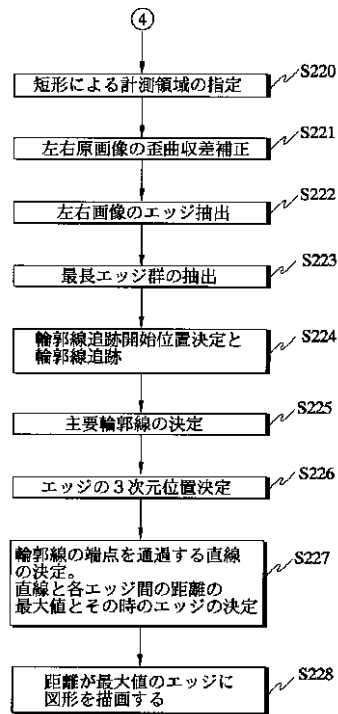 ④
S220
短形による計測領域の指定
S221
左右原画像の歪曲収差補正
S222
左右画像のエッジ抽出
S223
最長エッジ群の抽出
S224
輪郭線追跡開始位置決定と
輪郭線追跡
S225
主要輪郭線の決定
S226
エッジの３次元位置決定
S227
輪郭線の端点を通過する直線
の決定。
直線と各エッジ間の距離の
最大値とその時のエッジの決定
S228
距離が最大値のエッジに
図形を描画する